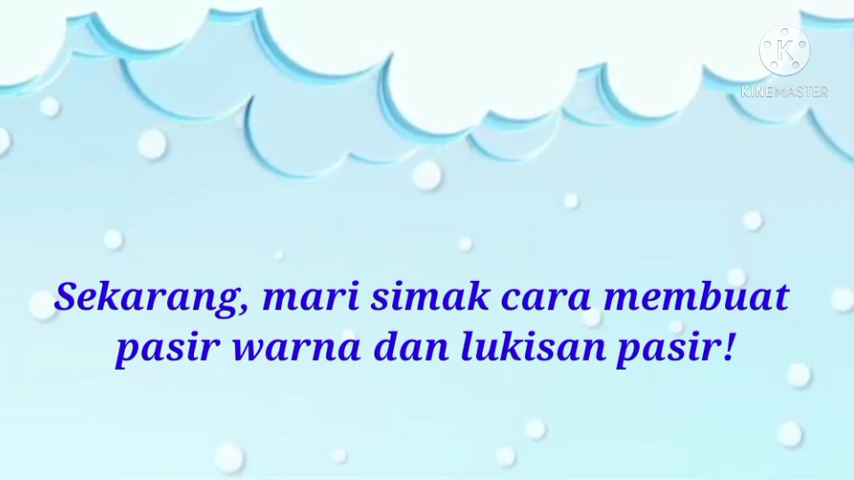 KINEMASTER
Sekarang, mari simak cara membuat
pasir warna dan lukisan pasir!